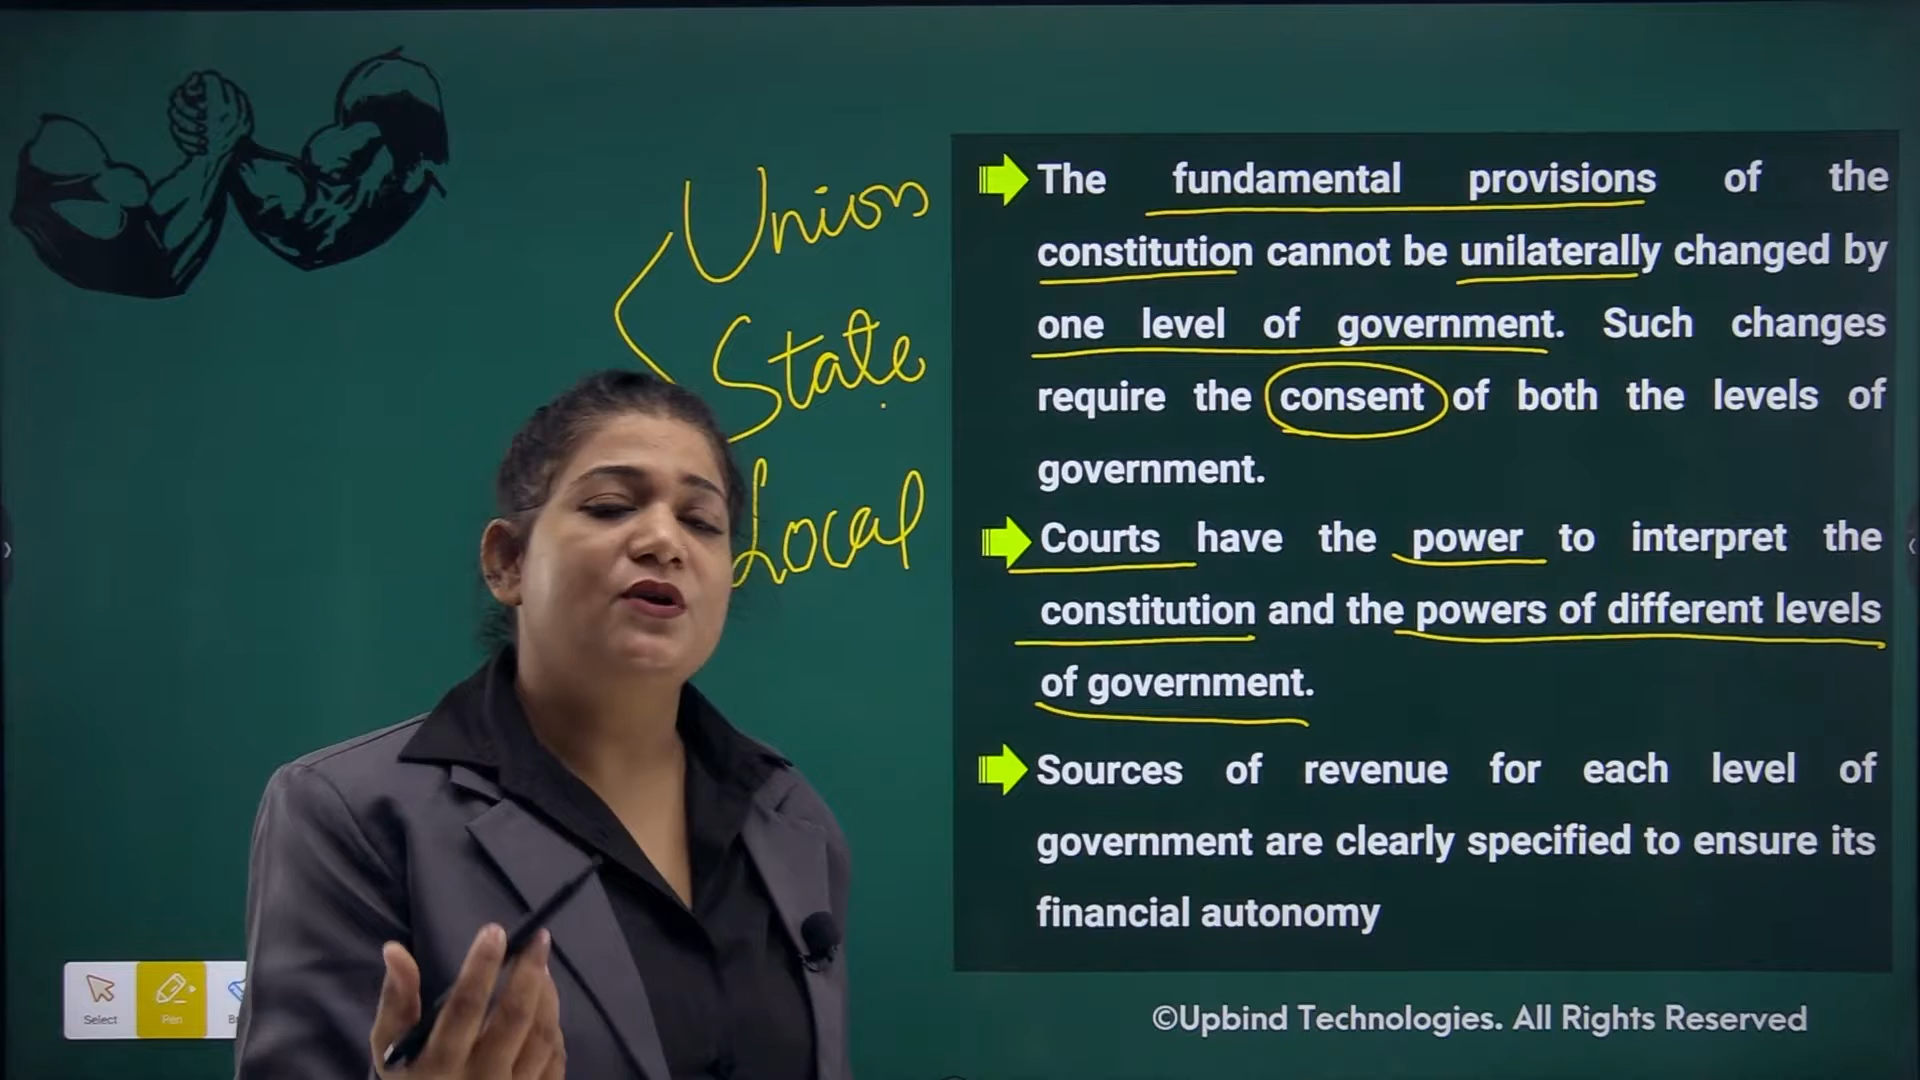 Union
State
Local
The fundamental provisions of the
constitution cannot be unilaterally changed by
one level of government. Such changes
require the consent of both the levels of
government.
Courts have the power to interpret the
constitution and the powers of different levels
of government.
Sources of revenue for each level of
government are clearly specified to ensure its
financial autonomy
Select
Pen
©Upbind Technologies. All Rights Reserved